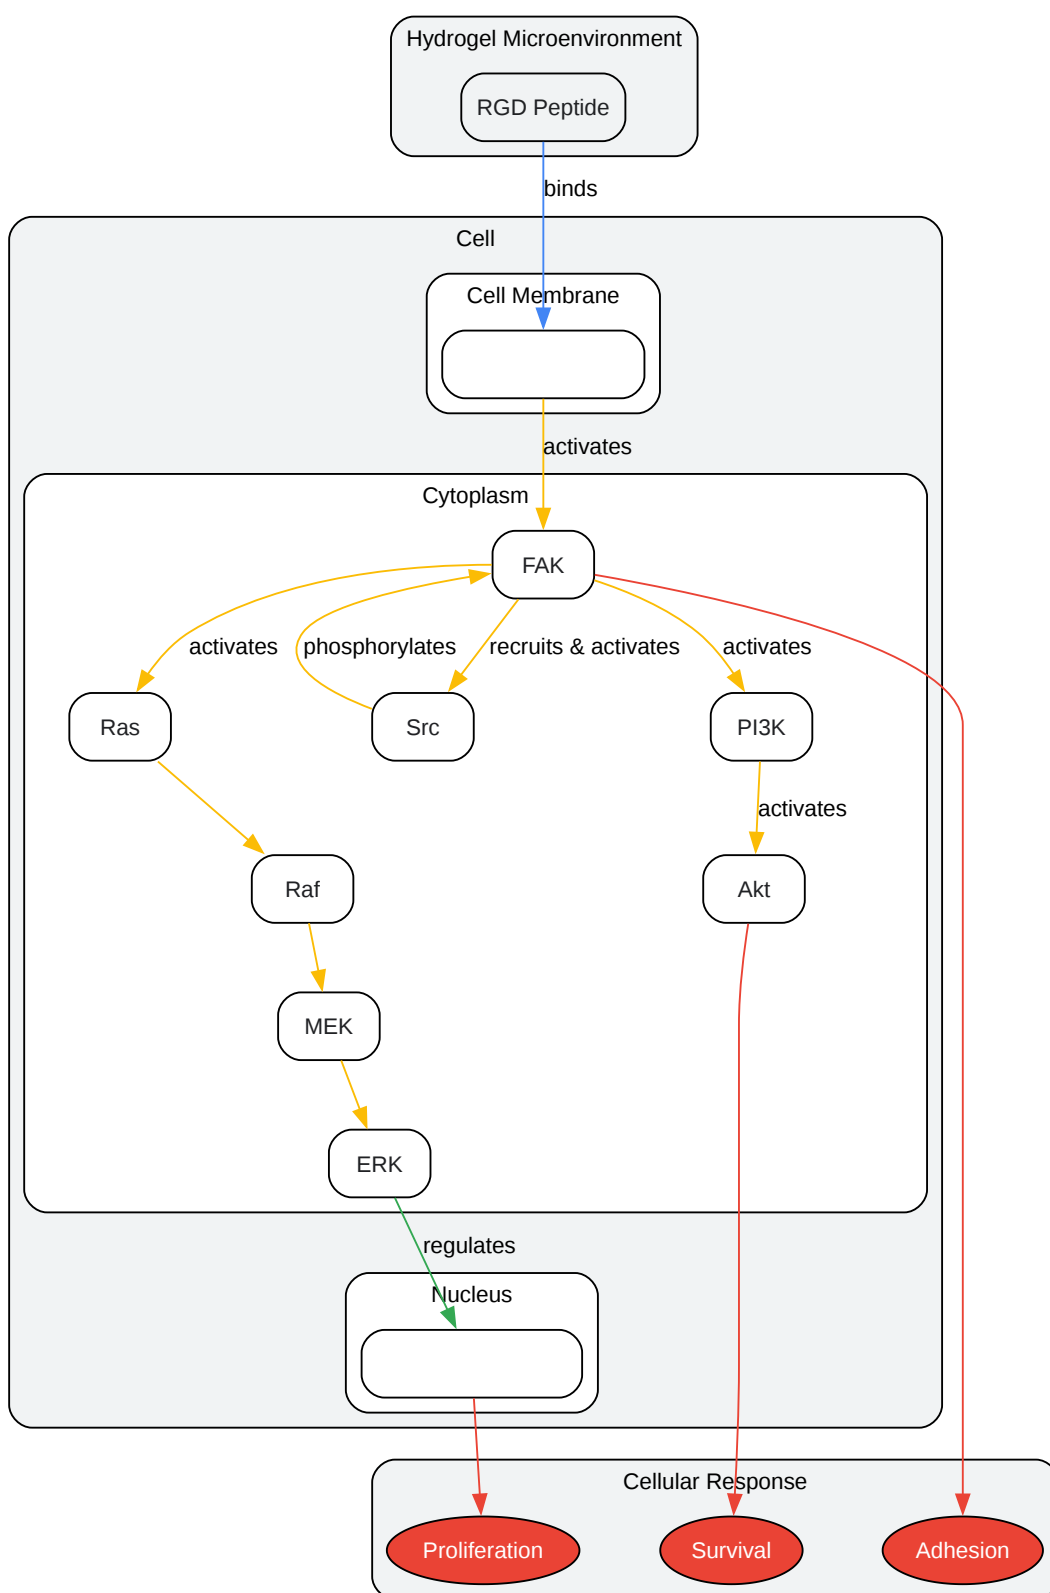 Hydrogel Microenvironment
RGD Peptide
binds
Cell
Cell Membrane
activates
Cytoplasm
FAK
activates
phosphorylates
recruits & activates
activates
Ras
Src
PI3K
activates
Raf
Akt
MEK
ERK
regulates
Nucleus
Cellular Response
Proliferation
Survival
Adhesion